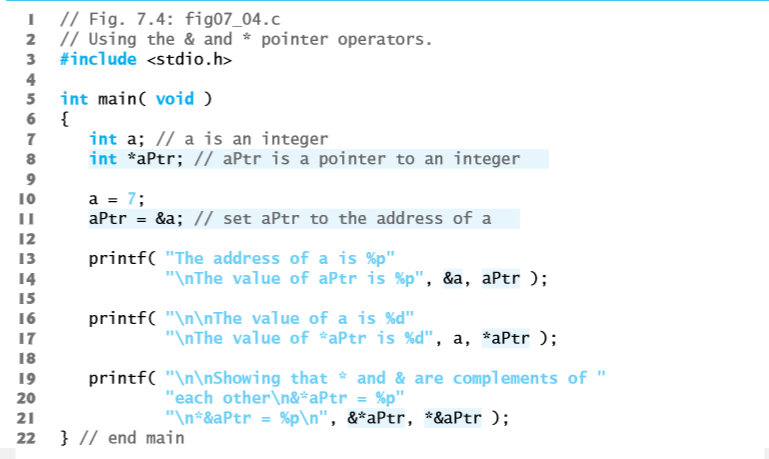 1 // Fig. 7.4: fig07_04.c
2 // Using the & and * pointer operators.
3 #include <stdio.h>
4
5 int main( void )
6 {
7    int a; // a is an integer
8    int *aPtr; // aPtr is a pointer to an integer
9
10    a = 7;
11    aPtr = &a; // set aPtr to the address of a
12
13    printf( "The address of a is %p"
14            "\nThe value of aPtr is %p", &a, aPtr );
15
16    printf( "\n\nThe value of a is %d"
17            "\nThe value of *aPtr is %d", a, *aPtr );
18
19    printf( "\n\nShowing that * and & are complements of "
20            "each other\n&*aPtr = %p"
21            "\n*&aPtr = %p\n", &*aPtr, *&aPtr );
22 } // end main